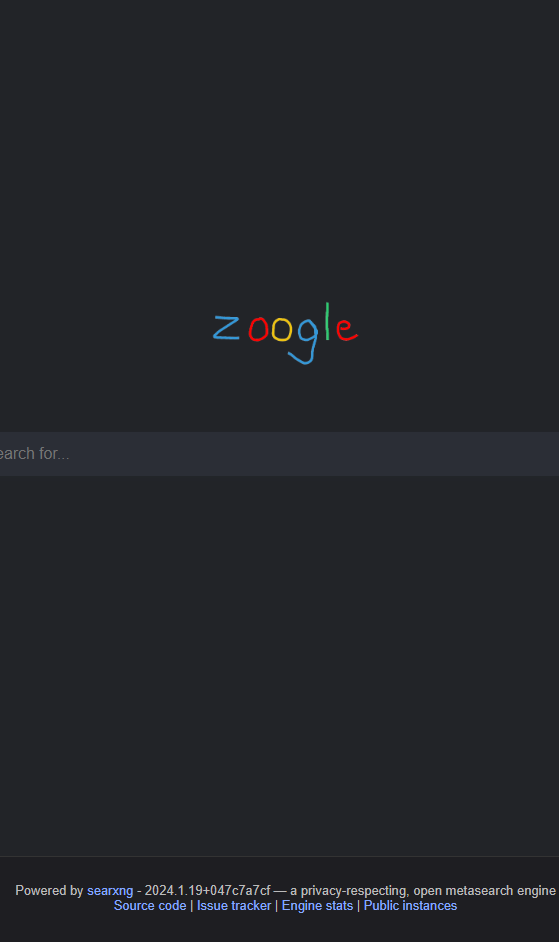 zoogle
earch for...
Powered by searxng - 2024.1.19+047c7a7cf — a privacy-respecting, open metasearch engine
Source code | Issue tracker | Engine stats | Public instances